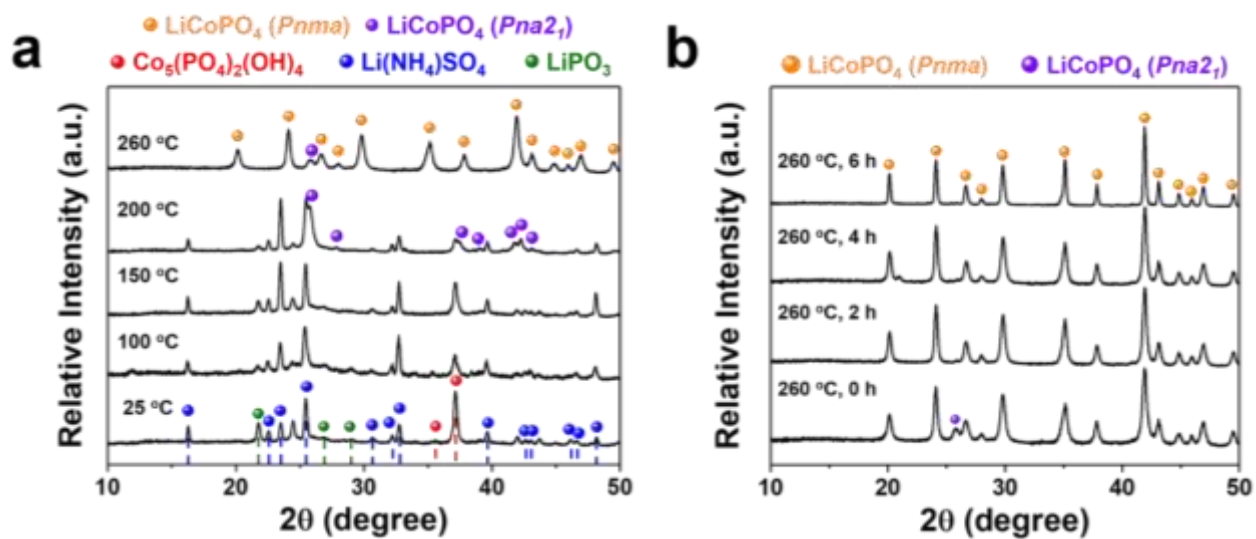 a
LiCoPO₄ (Pnma) LiCoPO₄ (Pna2₁)
Co₅(PO₄)₂(OH)₄ Li(NH₄)SO₄ LiPO₃
Relative Intensity (a.u.)
260 °C
200 °C
150 °C
100 °C
25 °C
10 20 30 40 50
2θ (degree)
b
LiCoPO₄ (Pnma) LiCoPO₄ (Pna2₁)
Relative Intensity (a.u.)
260 °C, 6 h
260 °C, 4 h
260 °C, 2 h
260 °C, 0 h
10 20 30 40 50
2θ (degree)